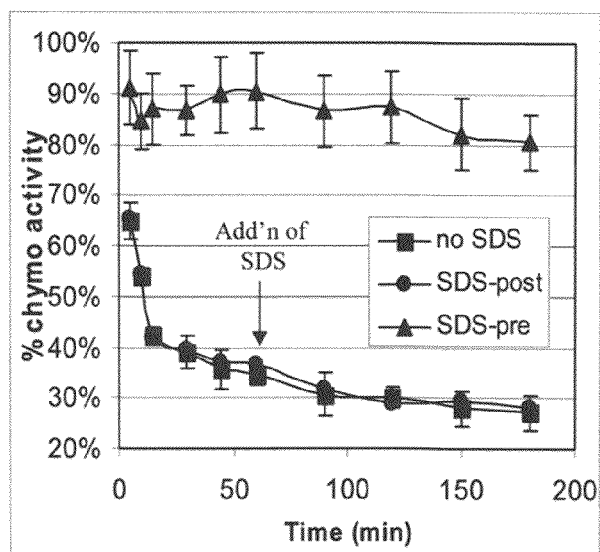 100%
90%
80%
70%
60%
50%
40%
30%
20%
% chymo activity
Add'n of
SDS
no SDS
SDS-post
SDS-pre
0 50 100 150 200
Time (min)